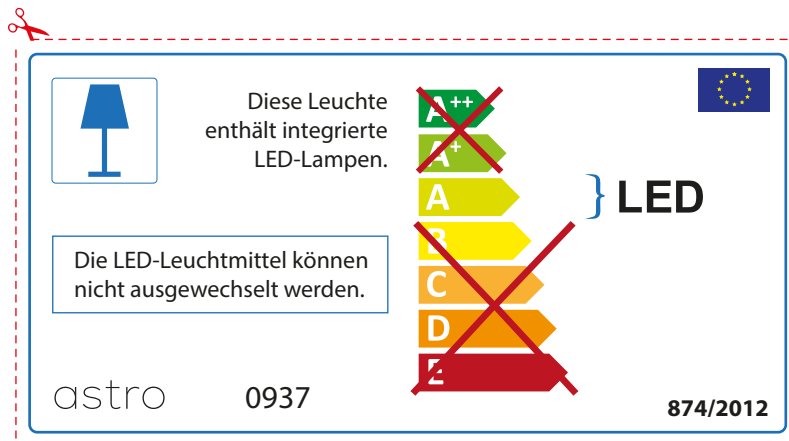 Diese Leuchte
enthält integrierte
LED-Lampen.
Die LED-Leuchtmittel können
nicht ausgewechselt werden.
A++
A+
A
B
C
D
E
LED
astro
0937
874/2012